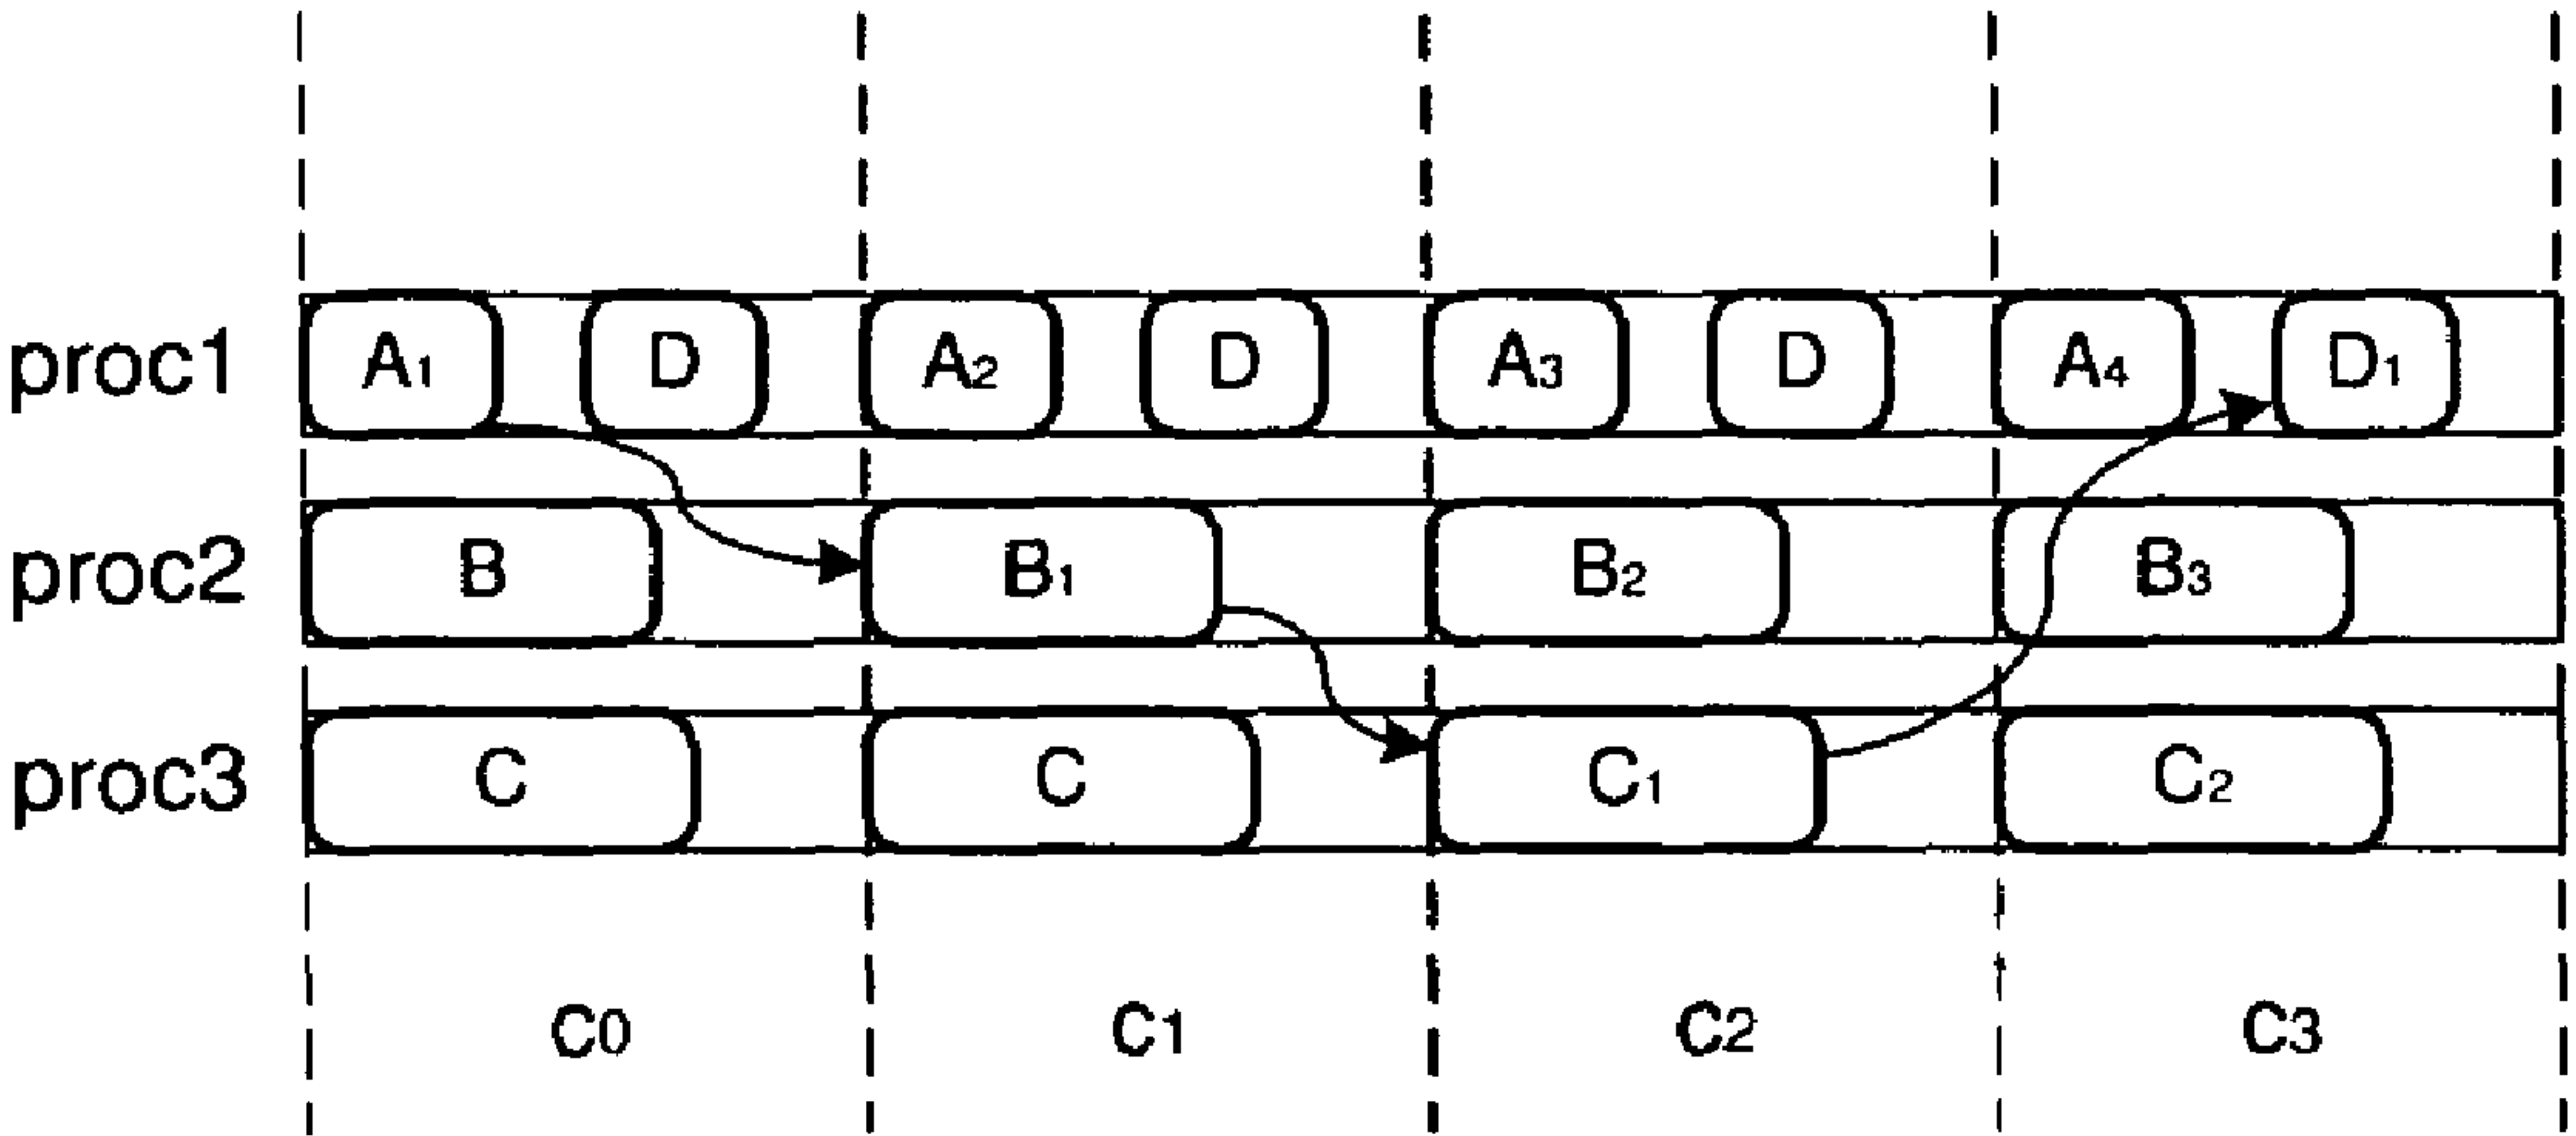 proc1 A1 D A2 D A3 D A4 D1
proc2 B B1 B2 B3
proc3 C C C1 C2
C0 C1 C2 C3